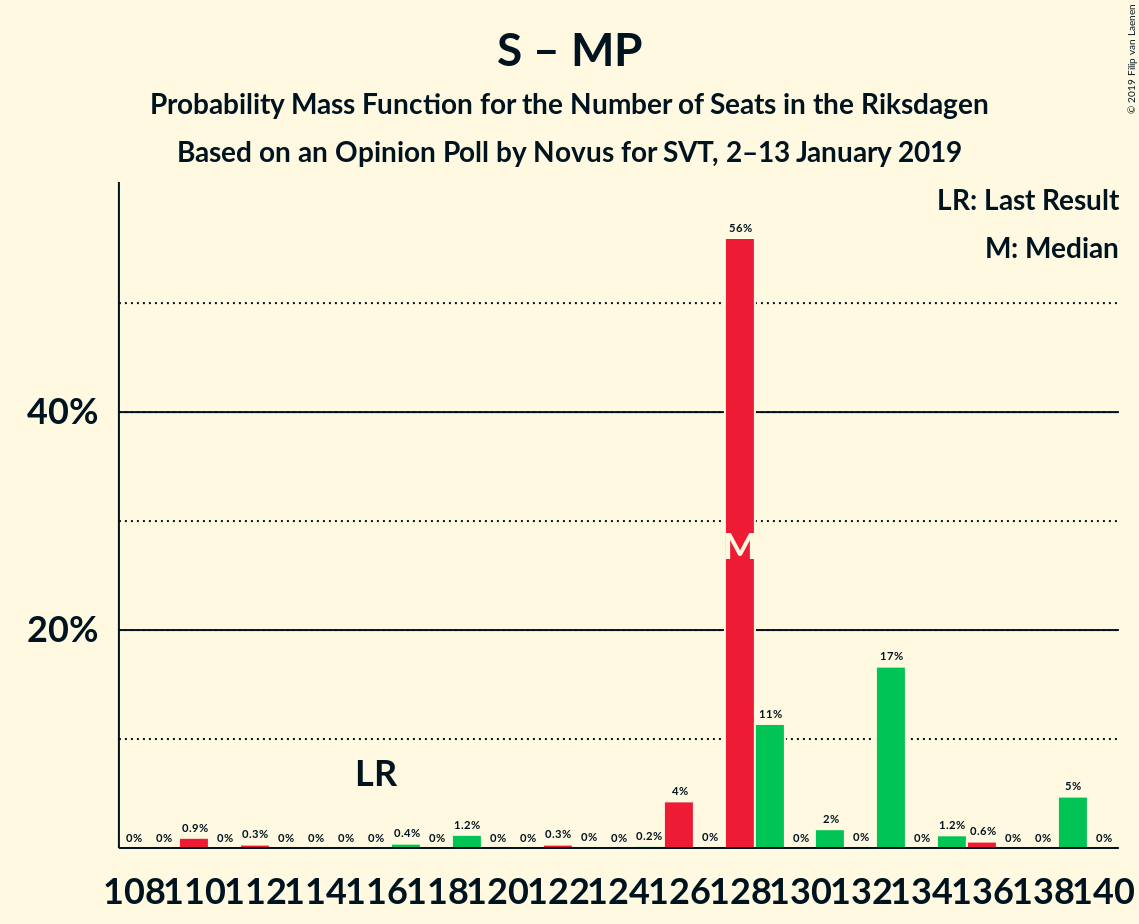 S – MP
Probability Mass Function for the Number of Seats in the Riksdagen
Based on an Opinion Poll by Novus for SVT, 2–13 January 2019
© 2019 Filip van Laenen
LR: Last Result
M: Median
56%
40%
M
20%
17%
11%
LR
5%
4%
2%
0% 0% 0.9% 0% 0.3% 0% 0% 0% 0% 0.4% 0% 1.2% 0% 0% 0.3% 0% 0% 0.2% 0% 0% 0% 0% 1.2% 0.6% 0% 0% 0%
108 110 112 114 116 118 120 122 124 126 128 130 132 134 136 138 140